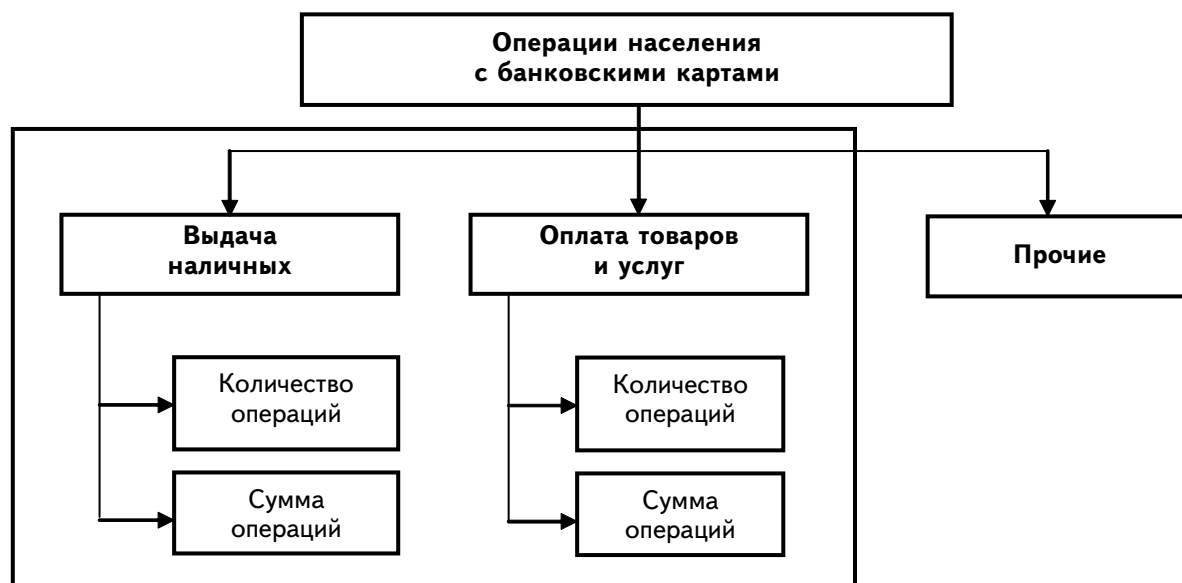 Операции населения
с банковскими картами
Выдача
наличных
Оплата товаров
и услуг
Прочие
Количество
операций
Количество
операций
Сумма
операций
Сумма
операций